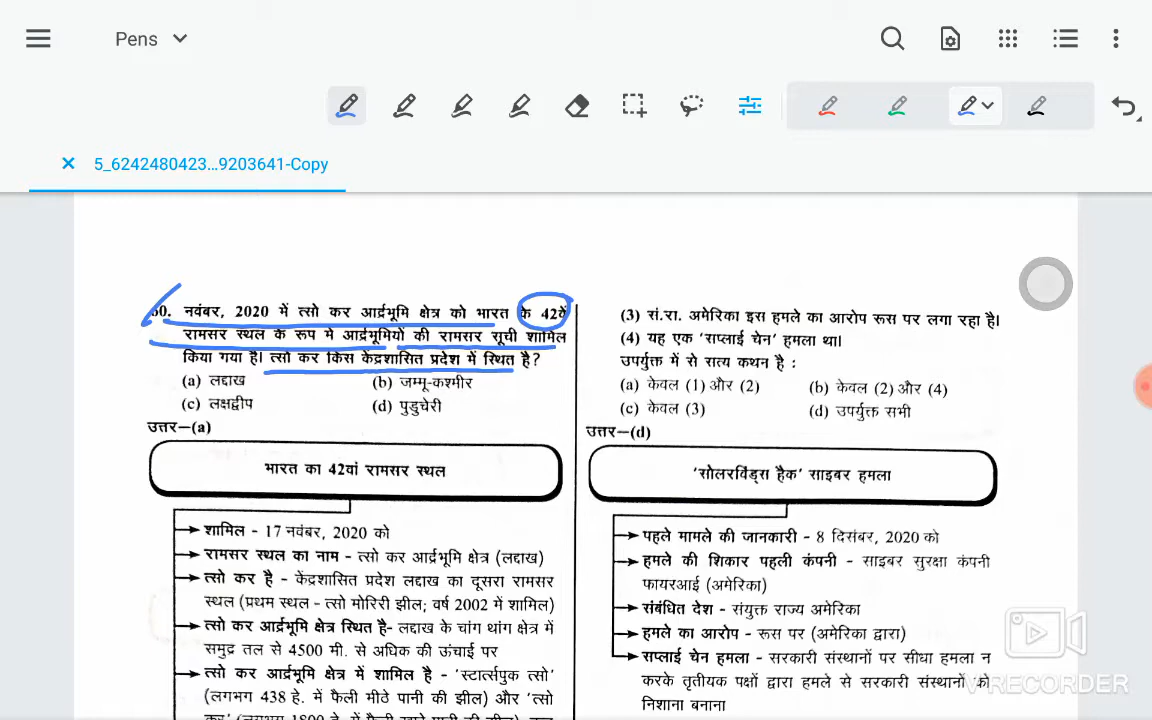 Pens
5_6242480423...9203641-Copy
नवंबर, 2020 में त्सो कर आर्द्रभूमि क्षेत्र को भारत के 42वें
रामसर स्थल के रूप मे आर्द्रभूमियों की रामसर सूची शामिल
किया गया है। त्सो कर किस केंद्रशासित प्रदेश में स्थित है?
(a) लद्दाख (b) जम्मू-कश्मीर
(c) लक्षद्वीप (d) पुडुचेरी
उत्तर–(a)
भारत का 42वां रामसर स्थल
शामिल - 17 नवंबर, 2020 को
रामसर स्थल का नाम - त्सो कर आर्द्रभूमि क्षेत्र (लद्दाख)
त्सो कर है - केंद्रशासित प्रदेश लद्दाख का दूसरा रामसर
स्थल (प्रथम स्थल - त्सो मोरिरी झील; वर्ष 2002 में शामिल)
त्सो कर आर्द्रभूमि क्षेत्र स्थित है- लद्दाख के चांग थांग क्षेत्र में
समुद्र तल से 4500 मी. से अधिक की ऊंचाई पर
त्सो कर आर्द्रभूमि क्षेत्र में शामिल है - 'स्टार्त्सपुक त्सो'
(लगभग 438 हे. में फैली मीठे पानी की झील) और 'त्सो
(3) सं.रा. अमेरिका इस हमले का आरोप रूस पर लगा रहा है।
(4) यह एक 'सप्लाई चेन' हमला था।
उपर्युक्त में से सत्य कथन है :
(a) केवल (1) और (2) (b) केवल (2) और (4)
(c) केवल (3) (d) उपर्युक्त सभी
उत्तर–(d)
'सोलरविंड्स हैक' साइबर हमला
पहले मामले की जानकारी - 8 दिसंबर, 2020 को
हमले की शिकार पहली कंपनी - साइबर सुरक्षा कंपनी
फायरआई (अमेरिका)
संबंधित देश - संयुक्त राज्य अमेरिका
हमले का आरोप - रूस पर (अमेरिका द्वारा)
सप्लाई चेन हमला - सरकारी संस्थानों पर सीधा हमला न
करके तृतीयक पक्षों द्वारा हमले से सरकारी संस्थानों को
निशाना बनाना
V RECORDER